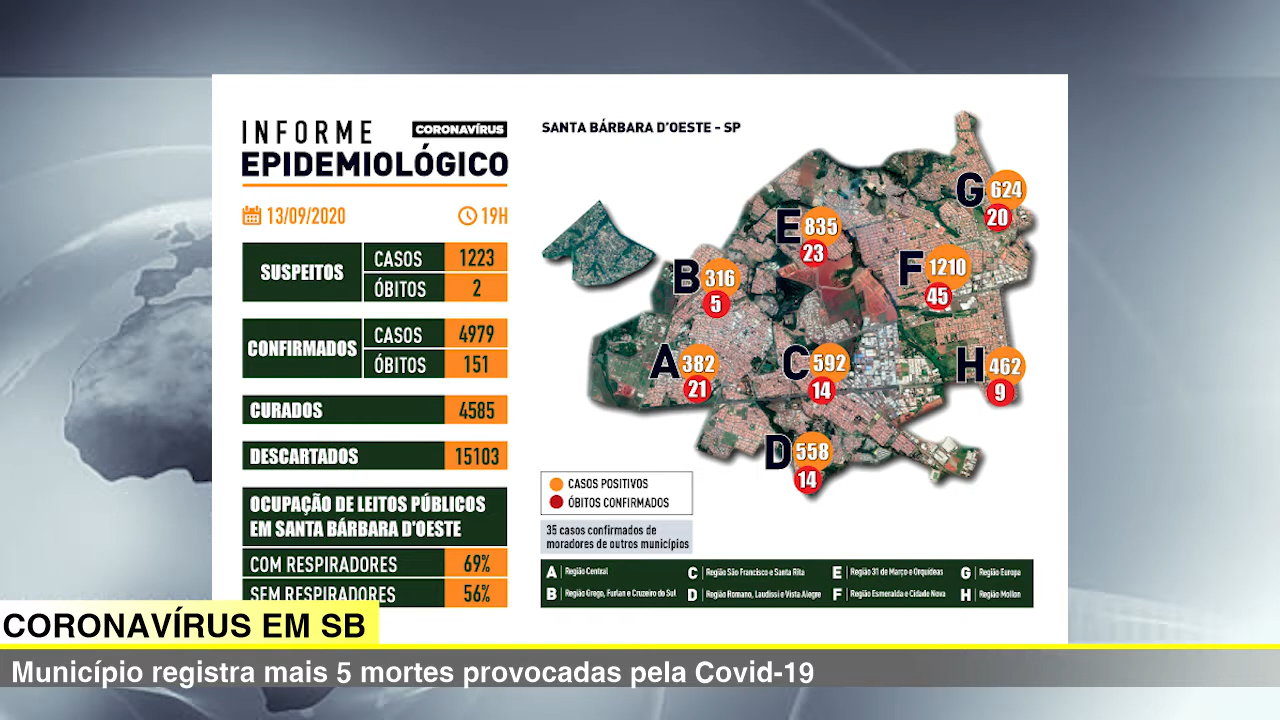 INFORME
CORONAVÍRUS
EPIDEMIOLÓGICO
13/09/2020 19H
SUSPEITOS
CASOS 1223
ÓBITOS 2
CONFIRMADOS
CASOS 4979
ÓBITOS 151
CURADOS 4585
DESCARTADOS 15103
OCUPAÇÃO DE LEITOS PÚBLICOS
EM SANTA BÁRBARA D'OESTE
COM RESPIRADORES 69%
SEM RESPIRADORES 56%
SANTA BÁRBARA D'OESTE - SP
G 624
20
E 835
23
F 1210
45
B 316
5
A 382
21
C 592
14
H 462
9
D 558
14
CASOS POSITIVOS
ÓBITOS CONFIRMADOS
35 casos confirmados de
moradores de outros municípios
A Região Central
B Região Grego, Furlan e Cruzeiro do Sul
C Região São Francisco e Santa Rita
D Região Romano, Laudissi e Vista Alegre
E Região 31 de Março e Orquídeas
F Região Esmeralda e Cidade Nova
G Região Europa
H Região Mollon
CORONAVÍRUS EM SB
Município registra mais 5 mortes provocadas pela Covid-19